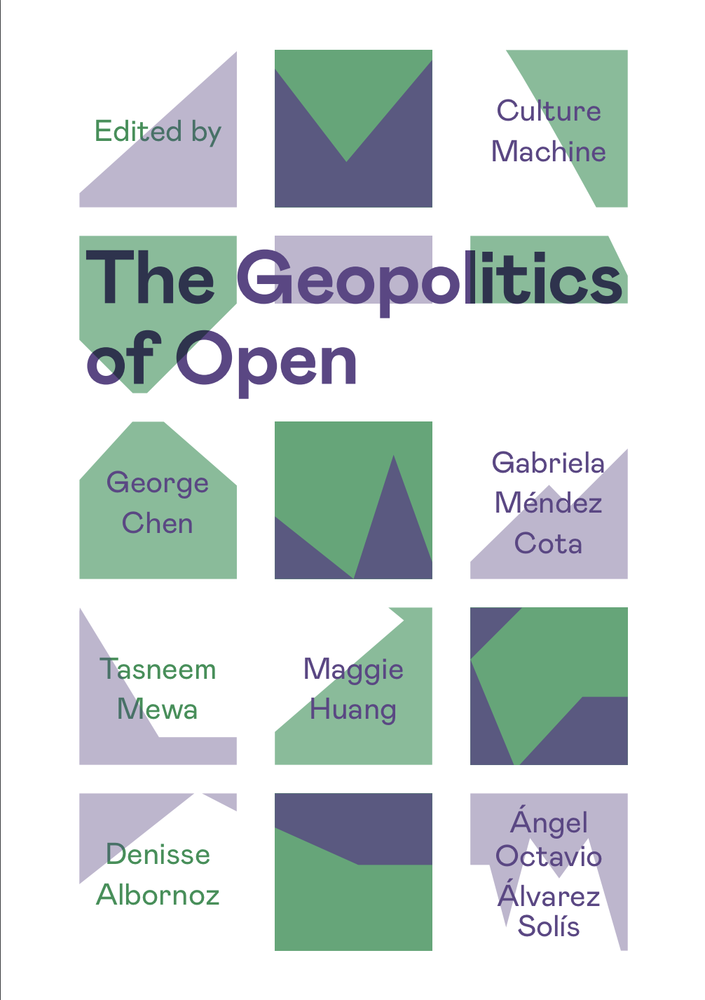 Edited by
Culture
Machine
The Geopolitics
of Open
George
Chen
Gabriela
Méndez
Cota
Tasneem
Mewa
Maggie
Huang
Denisse
Albornoz
Ángel
Octavio
Álvarez
Solís